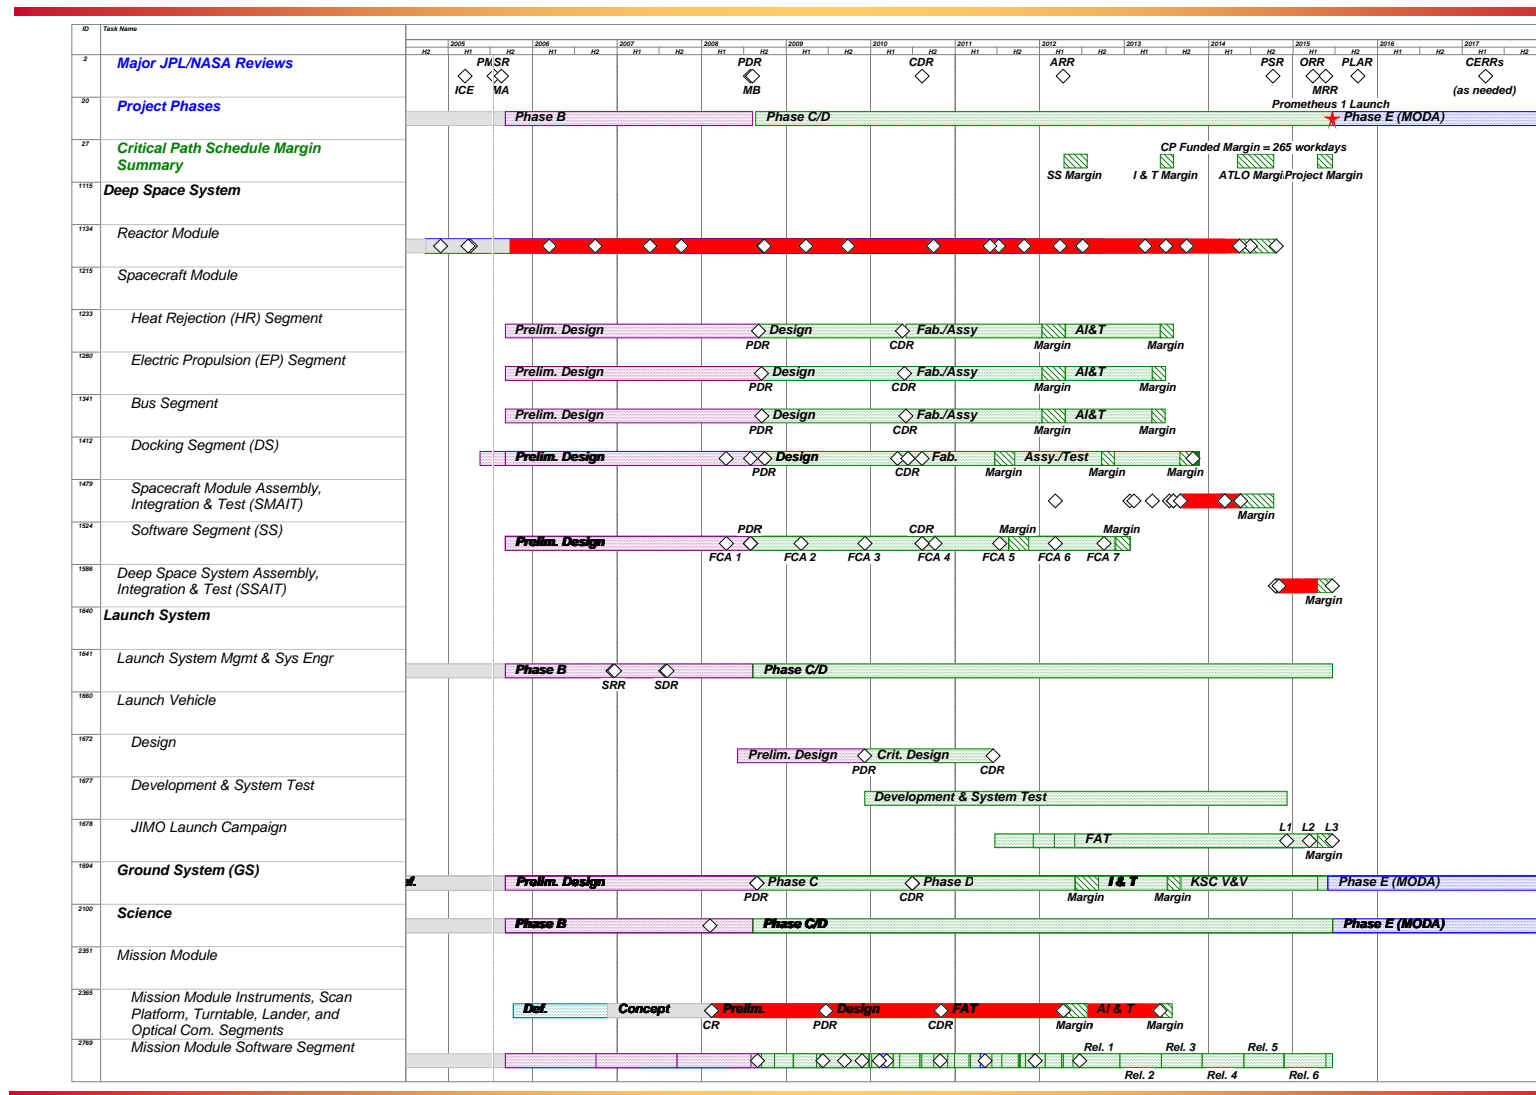 ID Task Name
2005 2006 2007 2008 2009 2010 2011 2012 2013 2014 2015 2016 2017
H2 H1 H2 H1 H2 H1 H2 H1 H2 H1 H2 H1 H2 H1 H2 H1 H2 H1 H2 H1 H2 H1 H2 H1 H2 H1 H2
2 Major JPL/NASA Reviews
PMSR PDR CDR ARR PSR ORR PLAR CERRs
ICE MA MB MRR (as needed)
20 Project Phases
Prometheus 1 Launch
Phase B Phase C/D Phase E (MODA)
27 Critical Path Schedule Margin
Summary
CP Funded Margin = 265 workdays
SS Margin I & T Margin ATLO Margi Project Margin
1115 Deep Space System
1134 Reactor Module
1215 Spacecraft Module
1233 Heat Rejection (HR) Segment
Prelim. Design Design Fab./Assy AI&T
PDR CDR Margin Margin
1280 Electric Propulsion (EP) Segment
Prelim. Design Design Fab./Assy AI&T
PDR CDR Margin Margin
1341 Bus Segment
Prelim. Design Design Fab./Assy AI&T
PDR CDR Margin Margin
1412 Docking Segment (DS)
Prelim. Design Design Fab. Assy./Test
PDR CDR Margin Margin Margin
1479 Spacecraft Module Assembly,
Integration & Test (SMAIT)
Margin
1524 Software Segment (SS)
PDR CDR Margin Margin
Prelim. Design
FCA 1 FCA 2 FCA 3 FCA 4 FCA 5 FCA 6 FCA 7
1586 Deep Space System Assembly,
Integration & Test (SSAIT)
Margin
1640 Launch System
1641 Launch System Mgmt & Sys Engr
Phase B Phase C/D
SRR SDR
1660 Launch Vehicle
1672 Design
Prelim. Design Crit. Design
PDR CDR
1677 Development & System Test
Development & System Test
1678 JIMO Launch Campaign
L1 L2 L3
FAT
Margin
1694 Ground System (GS)
ef. Prelim. Design Phase C Phase D I & T KSC V&V Phase E (MODA)
PDR CDR Margin Margin
2100 Science
Phase B Phase C/D Phase E (MODA)
2351 Mission Module
2365 Mission Module Instruments, Scan
Platform, Turntable, Lander, and
Optical Com. Segments
Def. Concept Prelim. Design FAT AI & T
CR PDR CDR Margin Margin
2769 Mission Module Software Segment
Rel. 1 Rel. 3 Rel. 5
Rel. 2 Rel. 4 Rel. 6